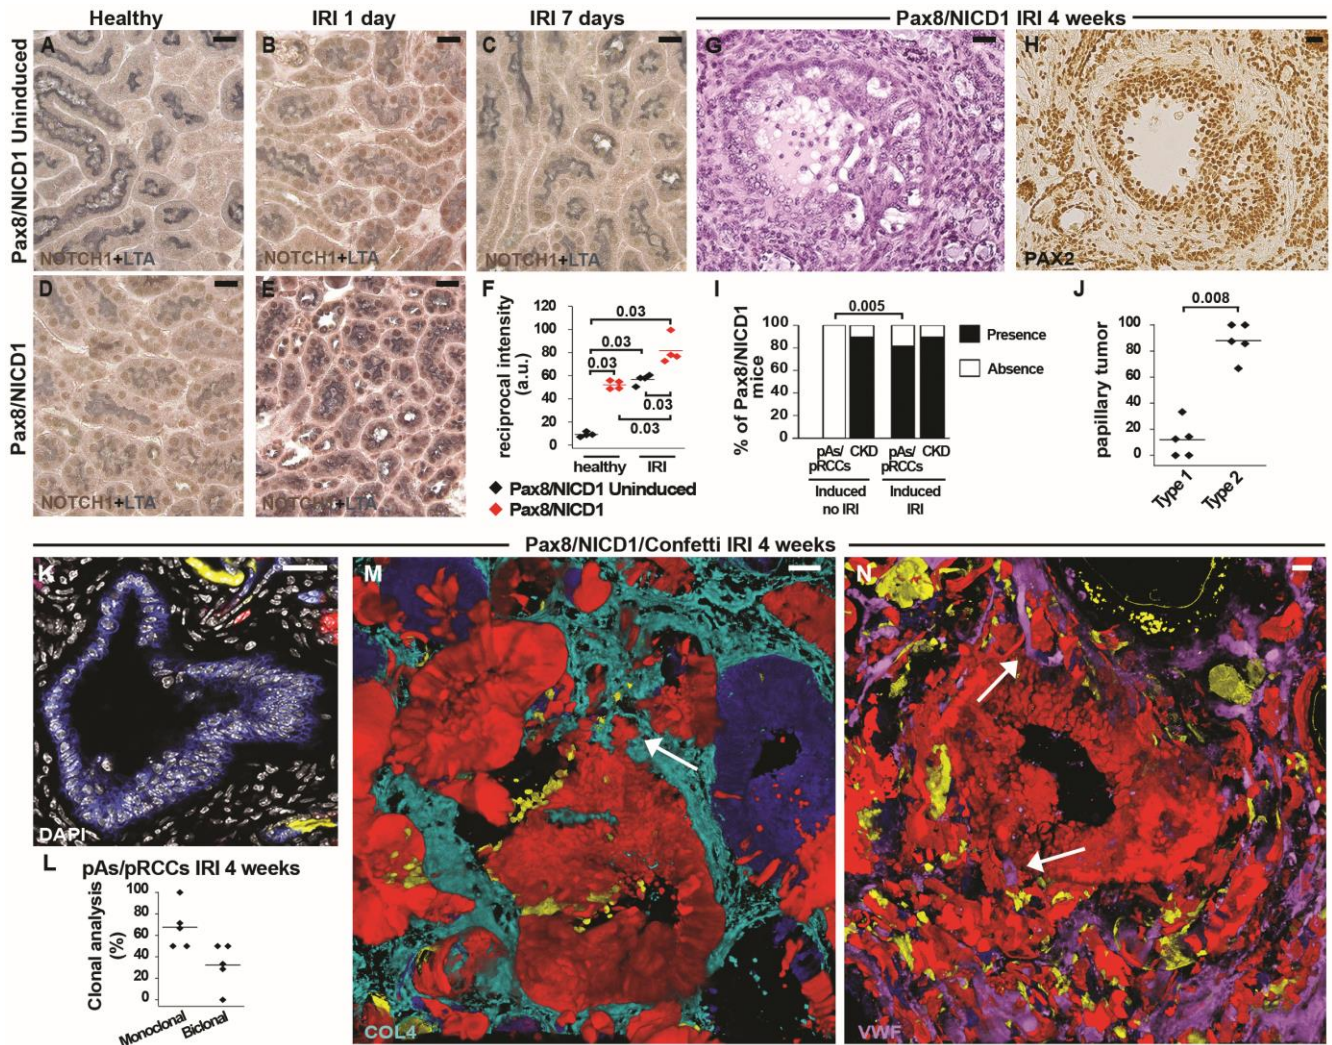 Healthy IRI 1 day IRI 7 days Pax8/NICD1 IRI 4 weeks
Pax8/NICD1 Uninduced
A B C G H
NOTCH1+LTA NOTCH1+LTA NOTCH1+LTA PAX2
Pax8/NICD1
D E
NOTCH1+LTA NOTCH1+LTA
F
reciprocal intensity
(a.u.)
120
100
80
60
40
20
0
0.03
0.03
0.03
0.03
0.03
healthy IRI
Pax8/NICD1 Uninduced
Pax8/NICD1
I
0.005
% of Pax8/NICD1
mice
100
80
60
40
20
0
Presence
Absence
pAs/
pRCCs
CKD
pAs/
pRCCs
CKD
Induced
no IRI
Induced
IRI
J
0.008
papillary tumor
100
80
60
40
20
0
Type 1
Type 2
Pax8/NICD1/Confetti IRI 4 weeks
K
DAPI
L
pAs/pRCCs IRI 4 weeks
Clonal analysis
(%)
100
80
60
40
20
0
Monoclonal
Biclonal
M
COL4
N
VWF